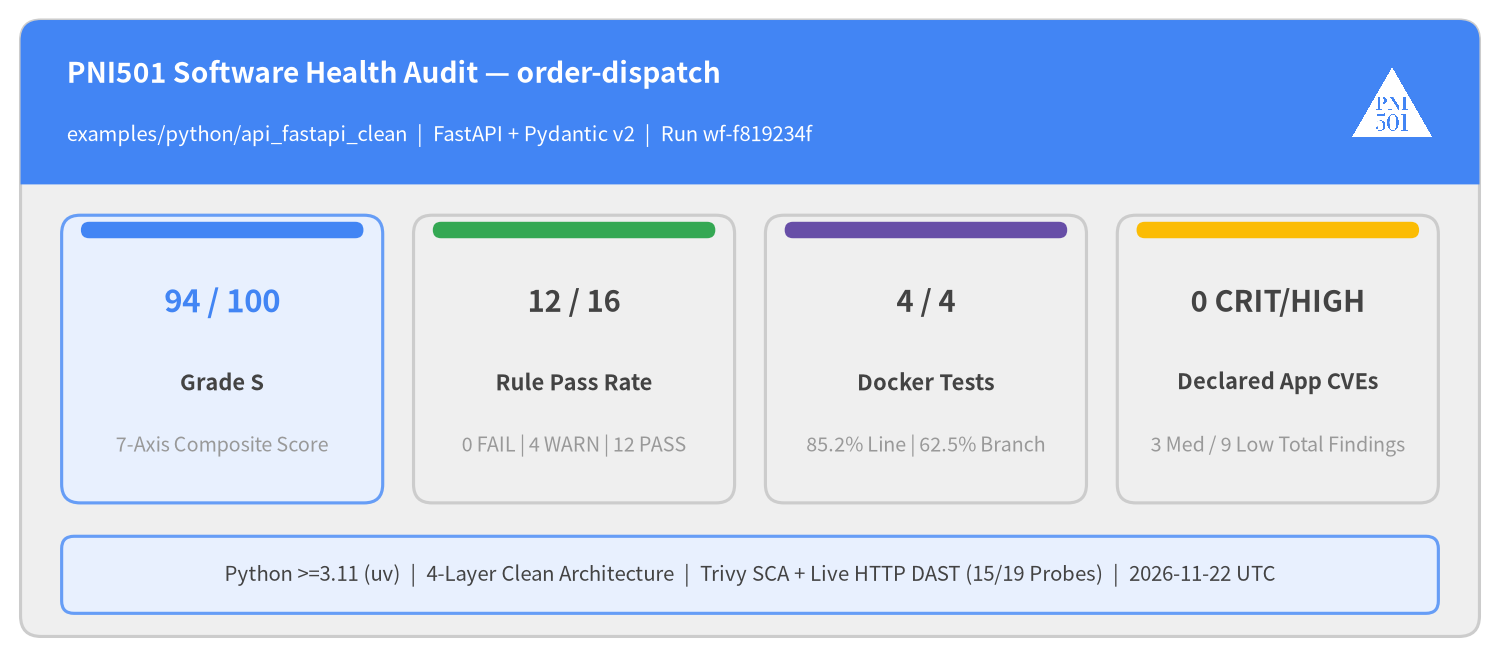 PNI501 Software Health Audit — order-dispatch
examples/python/api_fastapi_clean | FastAPI + Pydantic v2 | Run wf-f819234f
PNI
501
94 / 100
Grade S
7-Axis Composite Score
12 / 16
Rule Pass Rate
0 FAIL | 4 WARN | 12 PASS
4 / 4
Docker Tests
85.2% Line | 62.5% Branch
0 CRIT/HIGH
Declared App CVEs
3 Med / 9 Low Total Findings
Python >=3.11 (uv) | 4-Layer Clean Architecture | Trivy SCA + Live HTTP DAST (15/19 Probes) | 2026-11-22 UTC